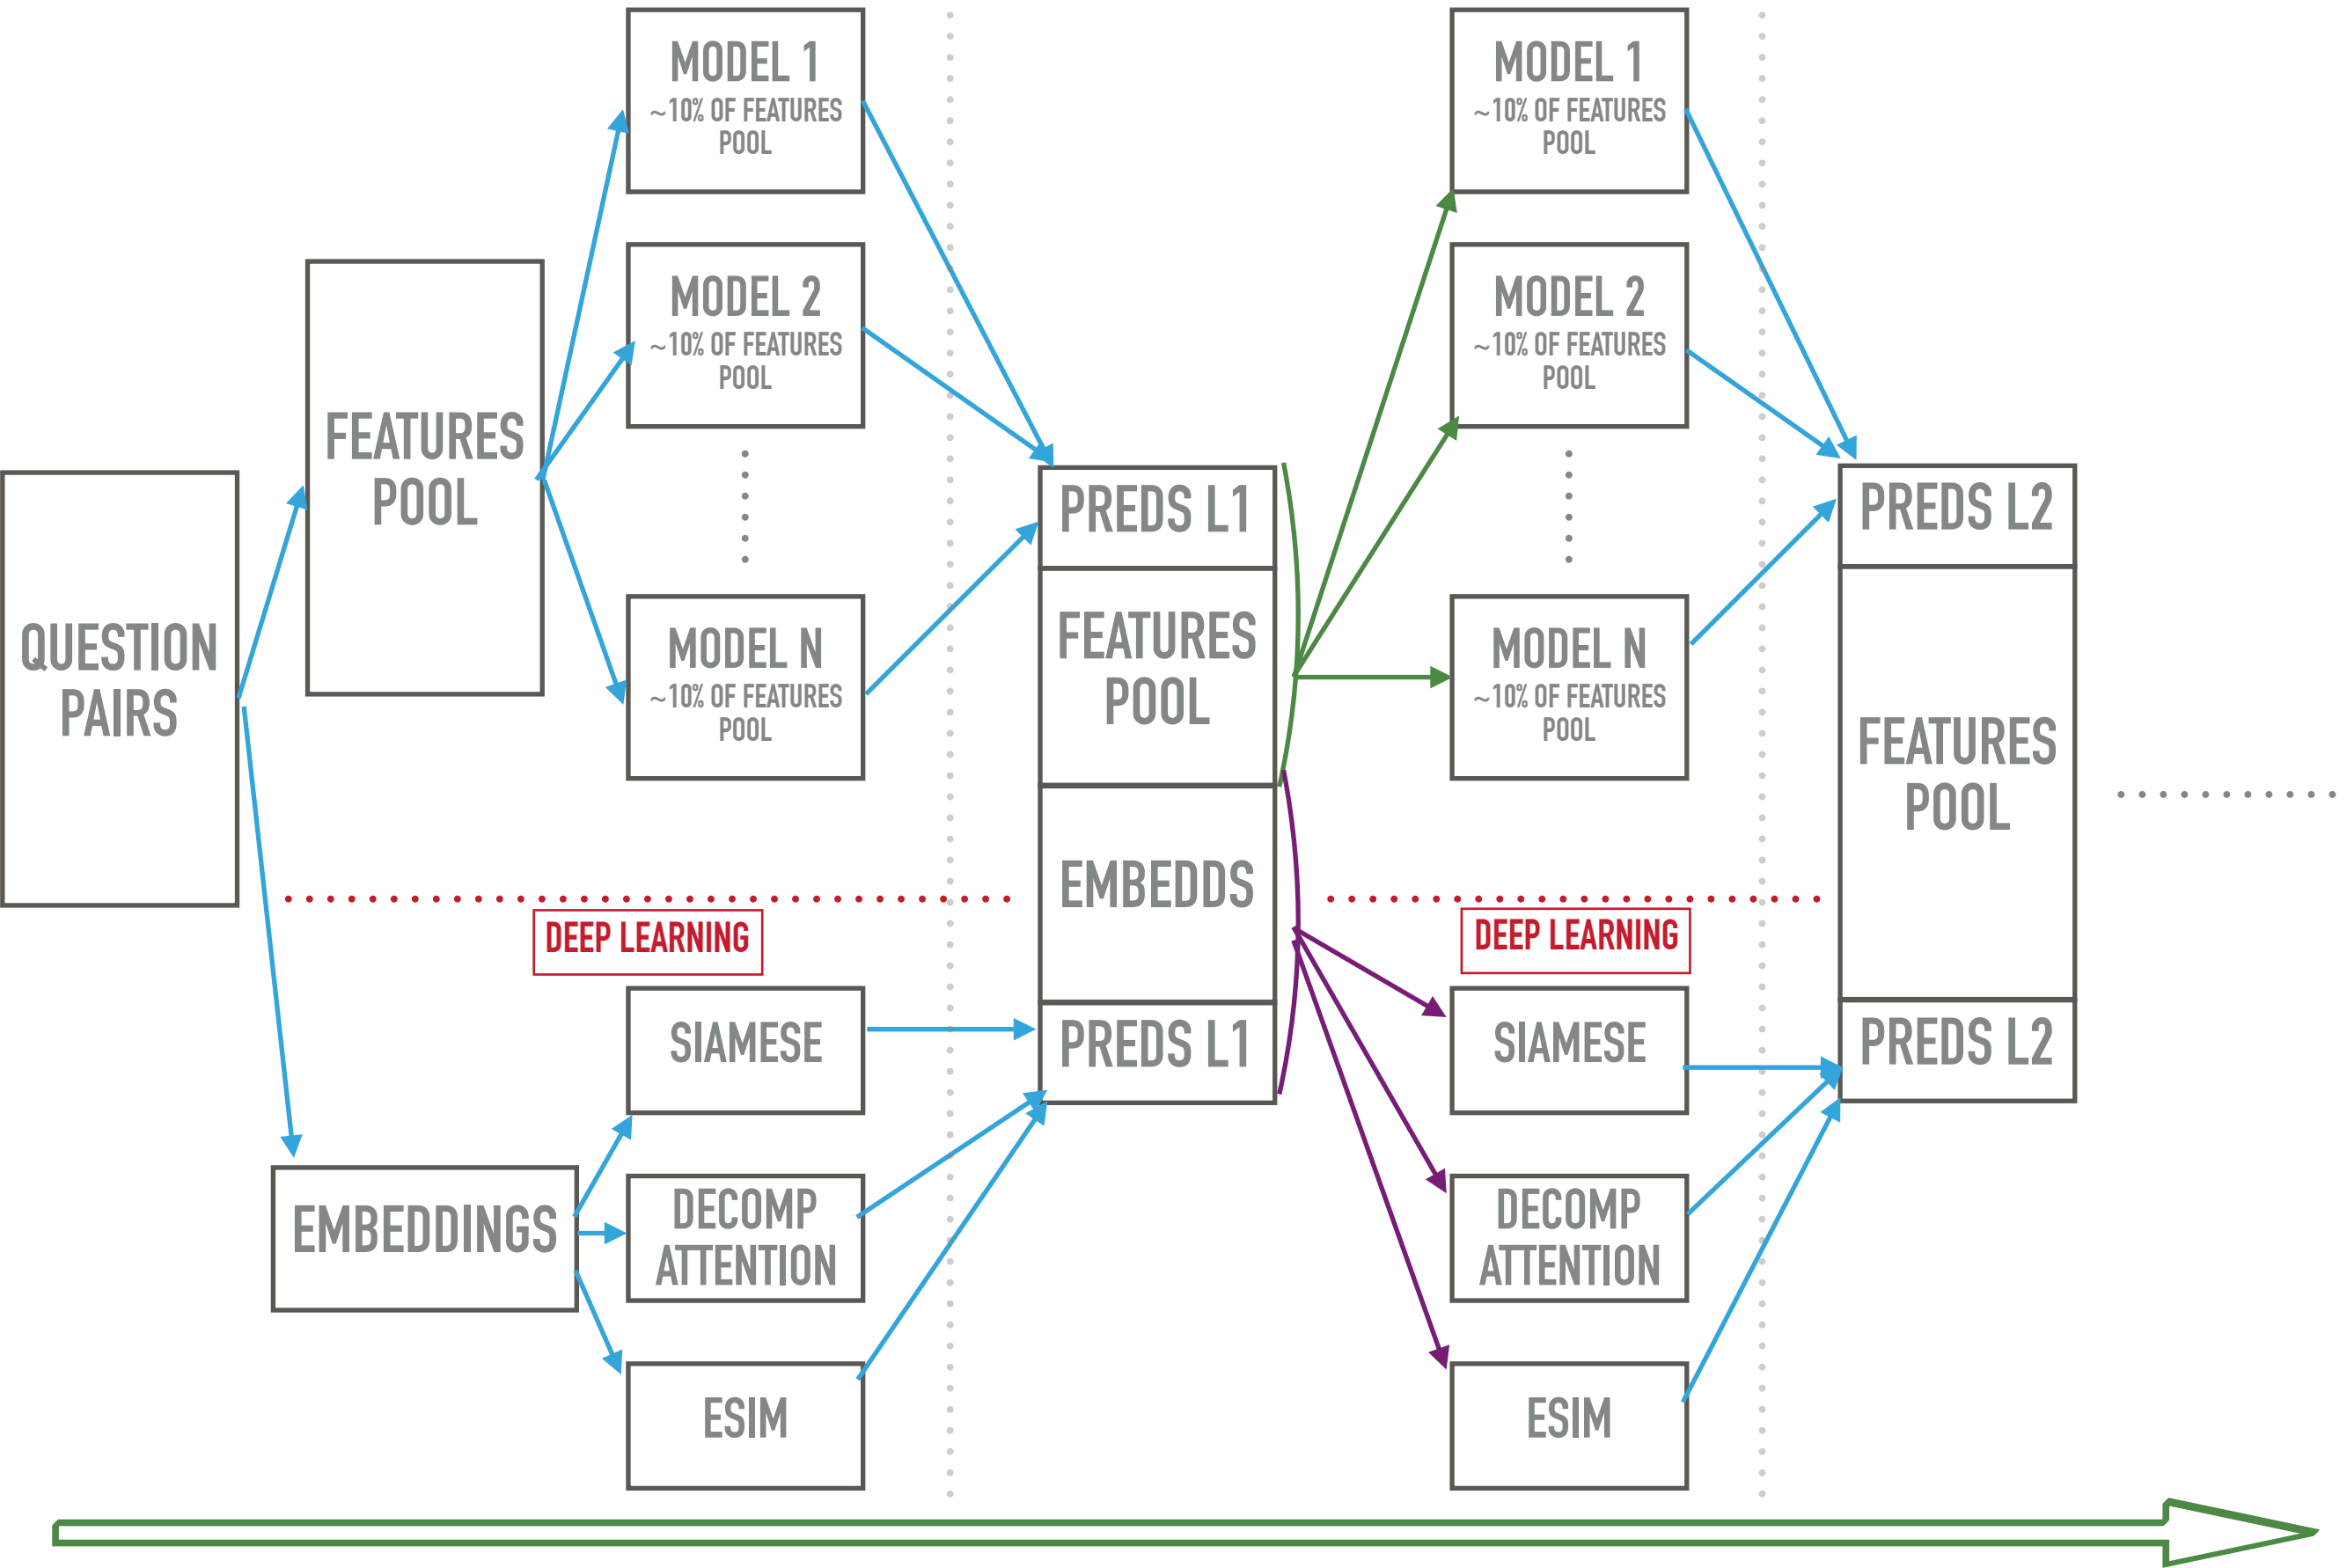 QUESTION
PAIRS
FEATURES
POOL
EMBEDDINGS
MODEL 1
~10% OF FEATURES
POOL
MODEL 2
~10% OF FEATURES
POOL
MODEL N
~10% OF FEATURES
POOL
DEEP LEARNING
SIAMESE
DECOMP
ATTENTION
ESIM
PREDS L1
FEATURES
POOL
EMBEDDS
PREDS L1
MODEL 1
~10% OF FEATURES
POOL
MODEL 2
~10% OF FEATURES
POOL
MODEL N
~10% OF FEATURES
POOL
DEEP LEARNING
SIAMESE
DECOMP
ATTENTION
ESIM
PREDS L2
FEATURES
POOL
PREDS L2